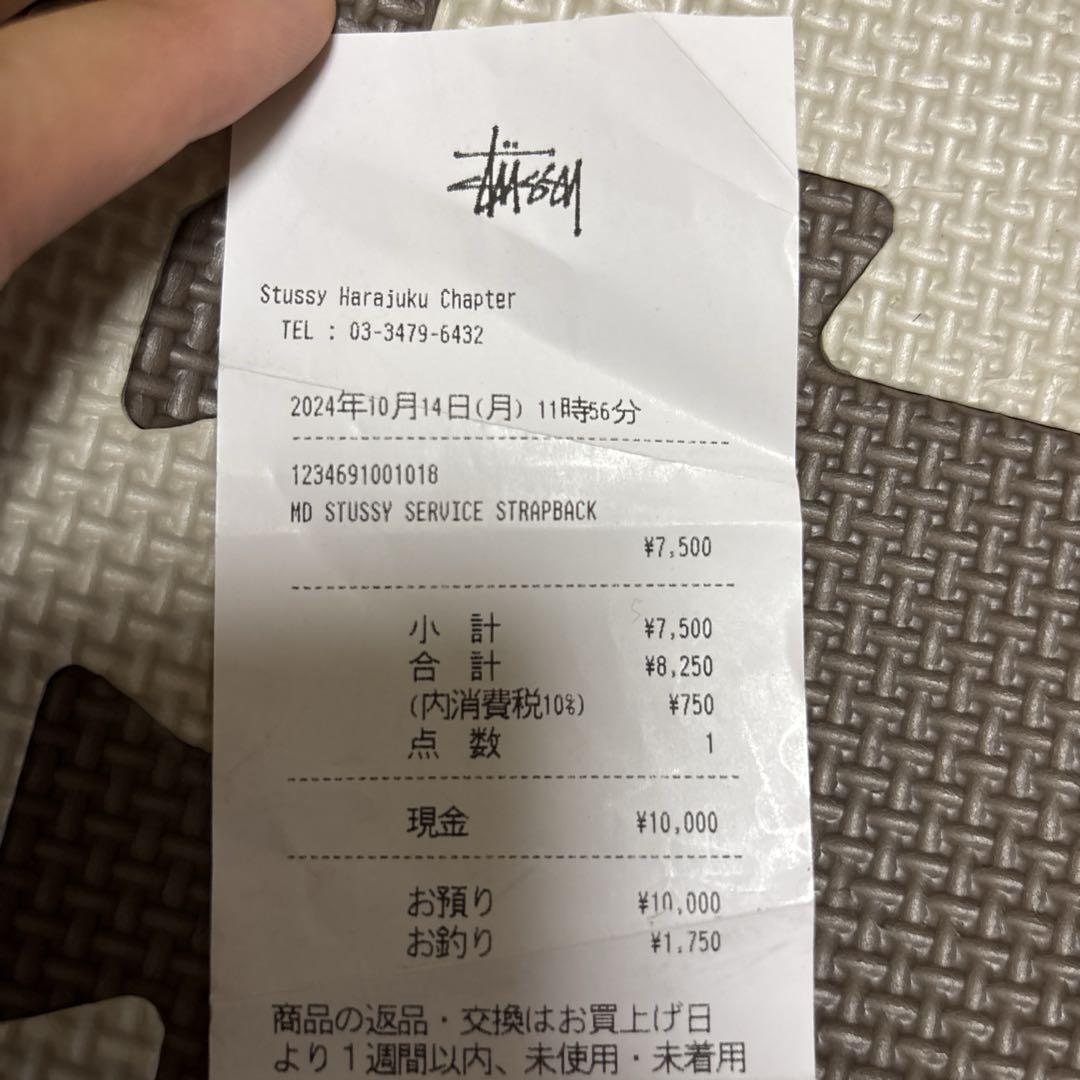 Stüssy
Stussy Harajuku Chapter
TEL : 03-3479-6432
2024年10月14日(月) 11時56分
1234691001018
MD STUSSY SERVICE STRAPBACK
¥7,500
小 計 ¥7,500
合 計 ¥8,250
(内消費税10%) ¥750
点 数 1
現金 ¥10,000
お預り ¥10,000
お釣り ¥1,750
商品の返品・交換はお買上げ日
より1週間以内、未使用・未着用